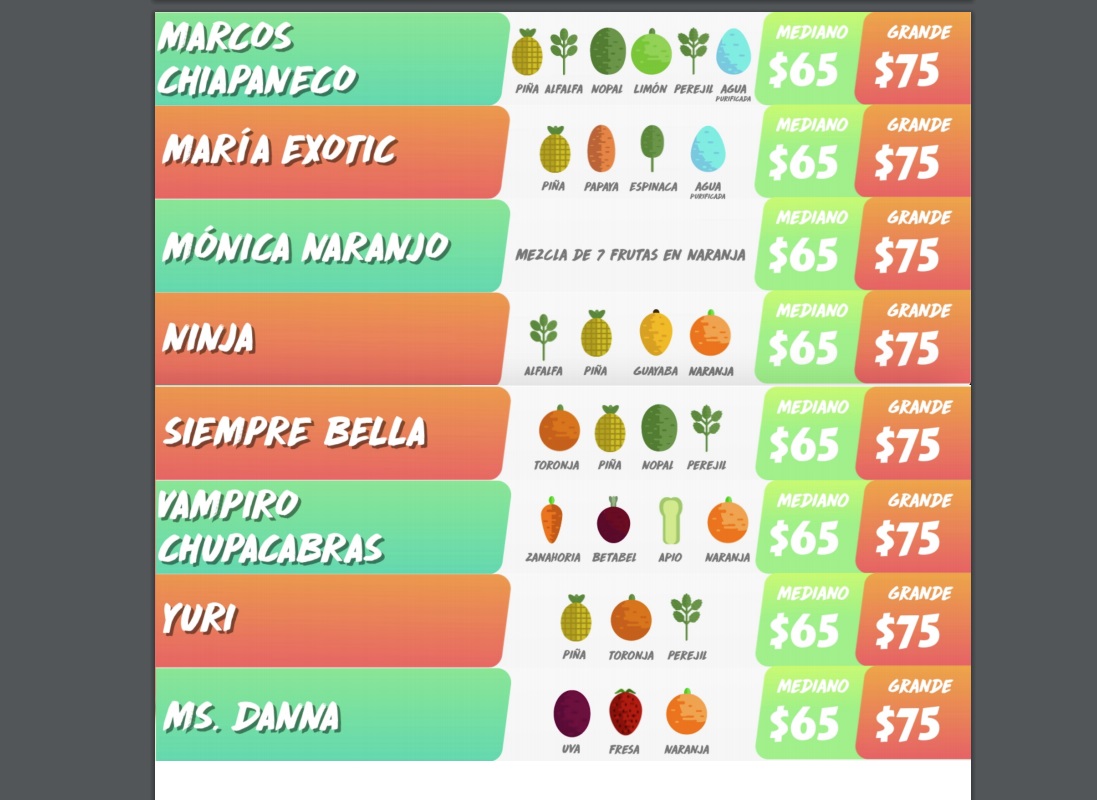 MARCOS
CHIAPANECO
PIÑA ALFALFA NOPAL LIMÓN PEREJIL AGUA
PURIFICADA
MEDIANO
$65
GRANDE
$75
MARÍA EXOTIC
PIÑA PAPAYA ESPINACA AGUA
PURIFICADA
MEDIANO
$65
GRANDE
$75
MÓNICA NARANJO
MEZCLA DE 7 FRUTAS EN NARANJA
MEDIANO
$65
GRANDE
$75
NINJA
ALFALFA PIÑA GUAYABA NARANJA
MEDIANO
$65
GRANDE
$75
SIEMPRE BELLA
TORONJA PIÑA NOPAL PEREJIL
MEDIANO
$65
GRANDE
$75
VAMPIRO
CHUPACABRAS
ZANAHORIA BETABEL APIO NARANJA
MEDIANO
$65
GRANDE
$75
YURI
PIÑA TORONJA PEREJIL
MEDIANO
$65
GRANDE
$75
MS. DANNA
UVA FRESA NARANJA
MEDIANO
$65
GRANDE
$75